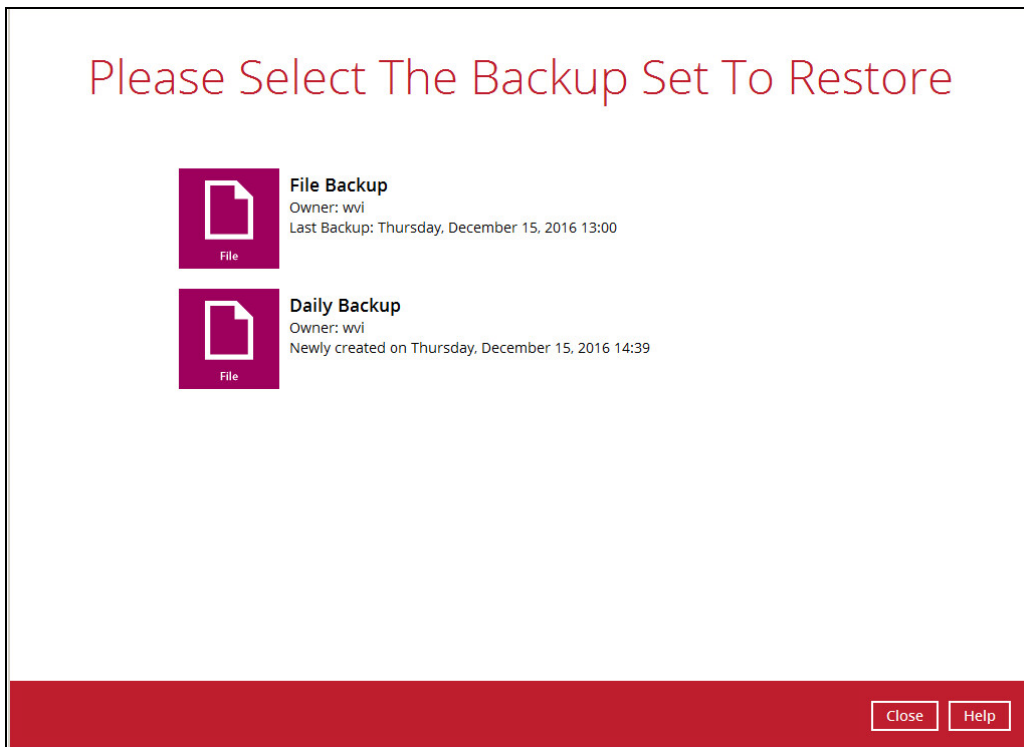 Please Select The Backup Set To Restore
File Backup
Owner: wvi
Last Backup: Thursday, December 15, 2016 13:00
File
Daily Backup
Owner: wvi
Newly created on Thursday, December 15, 2016 14:39
File
Close Help